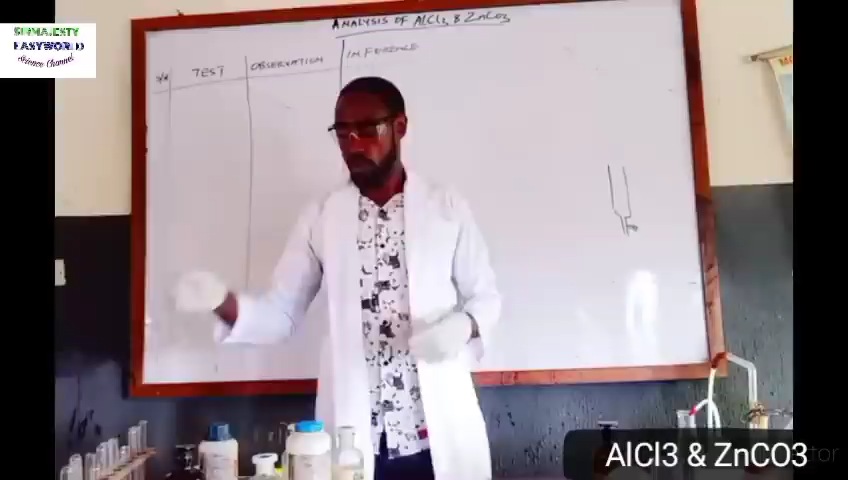 SIRMAJESTY
EASYWORLD
Science Channel
ANALYSIS OF AlCl3 & ZnCO3
S/N TEST OBSERVATION INFERENCE
AlCl3 & ZnCO3